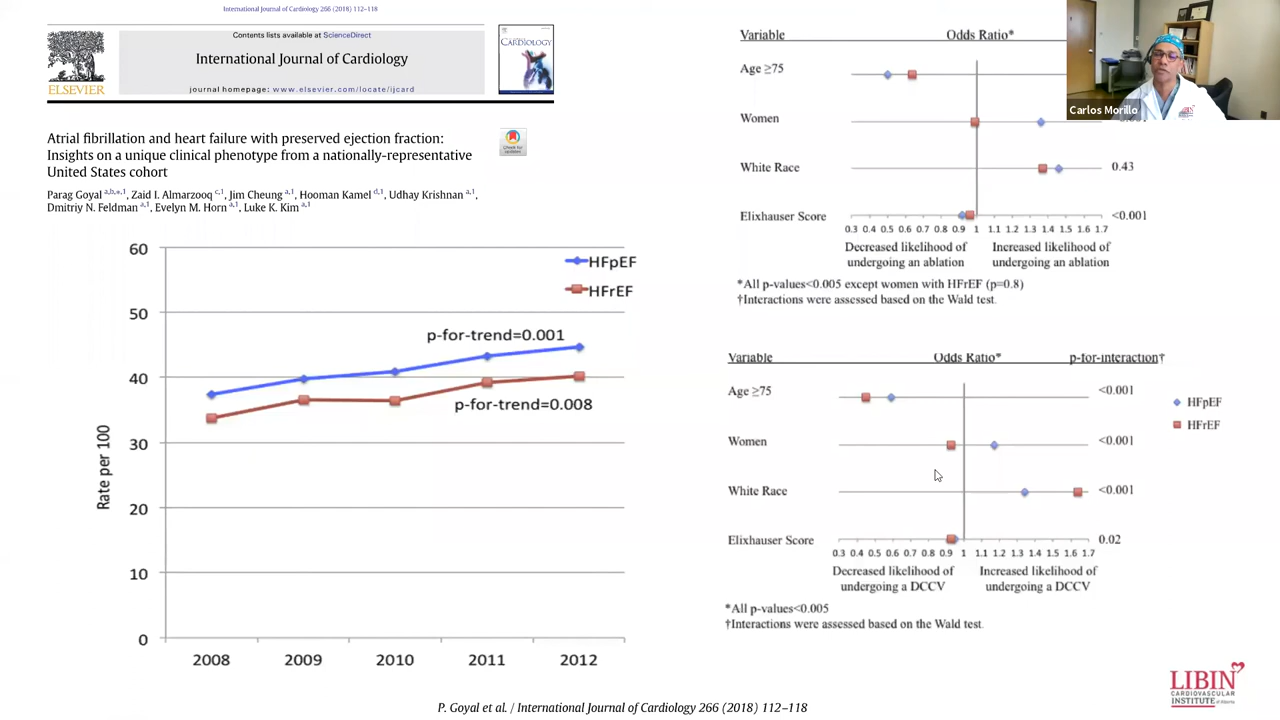 International Journal of Cardiology 266 (2018) 112–118
Contents lists available at ScienceDirect
International Journal of Cardiology
journal homepage: www.elsevier.com/locate/ijcard
ELSEVIER
CARDIOLOGY
Check for updates
Atrial fibrillation and heart failure with preserved ejection fraction:
Insights on a unique clinical phenotype from a nationally-representative
United States cohort
Parag Goyal a,b,*,1, Zaid I. Almarzooq c,1, Jim Cheung a,1, Hooman Kamel d,1, Udhay Krishnan a,1,
Dmitriy N. Feldman a,1, Evelyn M. Horn a,1, Luke K. Kim a,1
60
50
40
30
20
10
0
Rate per 100
HFpEF
HFrEF
p-for-trend=0.001
p-for-trend=0.008
2008 2009 2010 2011 2012
Variable Odds Ratio*
Age ≥75
Women
White Race 0.43
Elixhauser Score <0.001
0.3 0.4 0.5 0.6 0.7 0.8 0.9 1 1.1 1.2 1.3 1.4 1.5 1.6 1.7
Decreased likelihood of Increased likelihood of
undergoing an ablation undergoing an ablation
*All p-values<0.005 except women with HFrEF (p=0.8)
†Interactions were assessed based on the Wald test.
Carlos Morillo
Variable Odds Ratio* p-for-interaction†
Age ≥75 <0.001
Women <0.001
White Race <0.001
Elixhauser Score 0.02
0.3 0.4 0.5 0.6 0.7 0.8 0.9 1 1.1 1.2 1.3 1.4 1.5 1.6 1.7
Decreased likelihood of Increased likelihood of
undergoing a DCCV undergoing a DCCV
*All p-values<0.005
†Interactions were assessed based on the Wald test.
HFpEF
HFrEF
LIBIN
CARDIOVASCULAR
INSTITUTE of Alberta
P. Goyal et al. / International Journal of Cardiology 266 (2018) 112–118